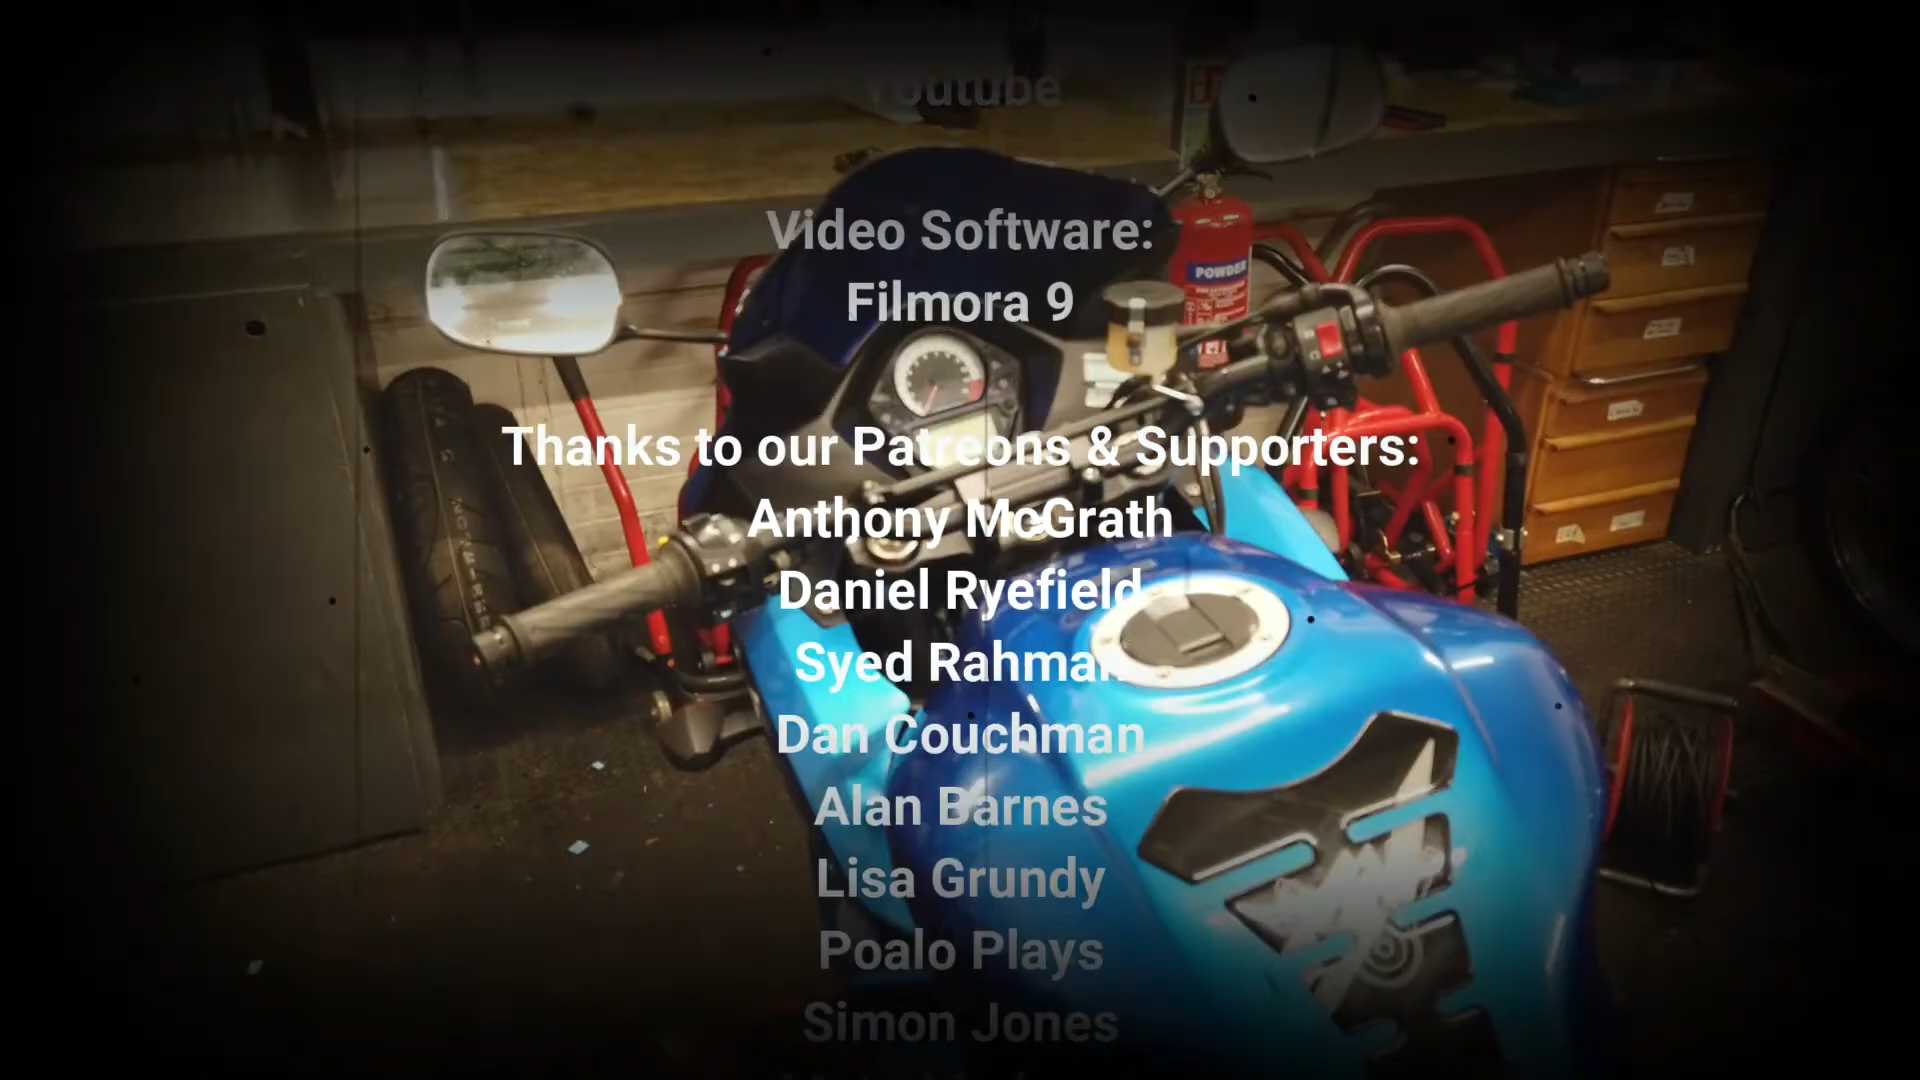 Youtube
Video Software:
Filmora 9
POWDER
Thanks to our Patreons & Supporters:
Anthony McGrath
Daniel Ryefield
Syed Rahman
Dan Couchman
Alan Barnes
Lisa Grundy
Poalo Plays
Simon Jones